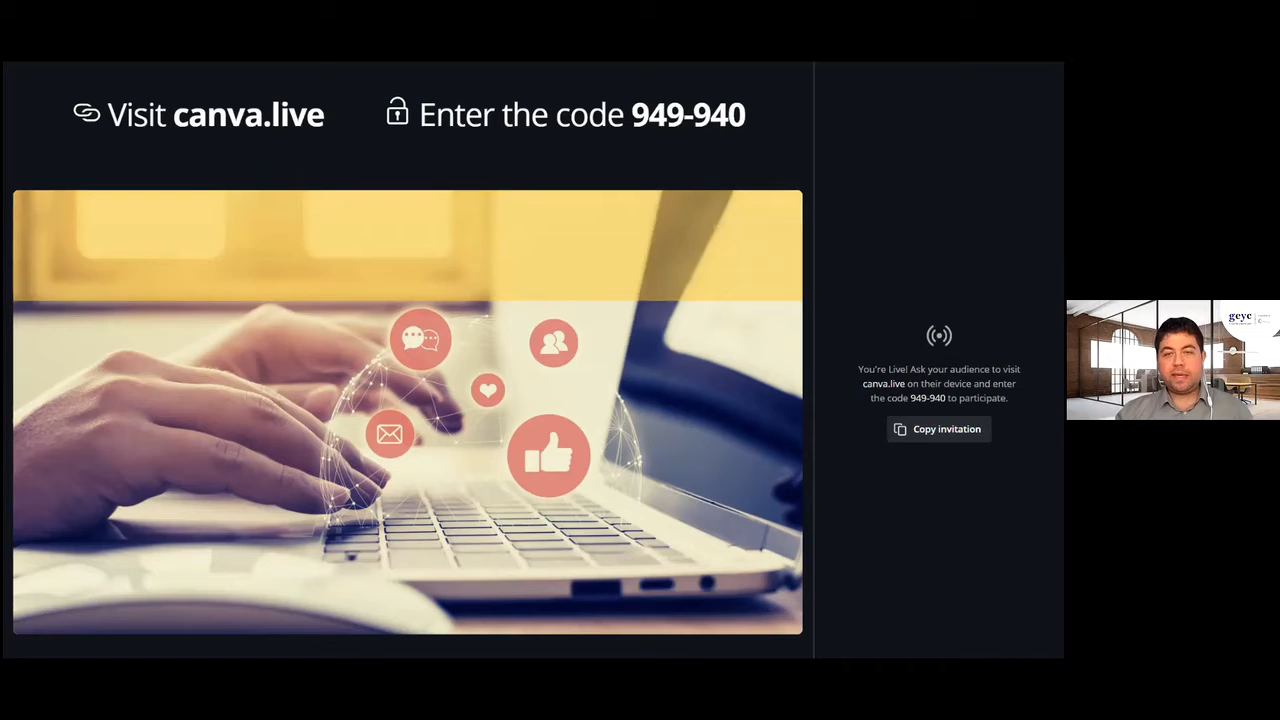 Visit canva.live
Enter the code 949-940
You're Live! Ask your audience to visit
canva.live on their device and enter
the code 949-940 to participate.
Copy invitation
geyc